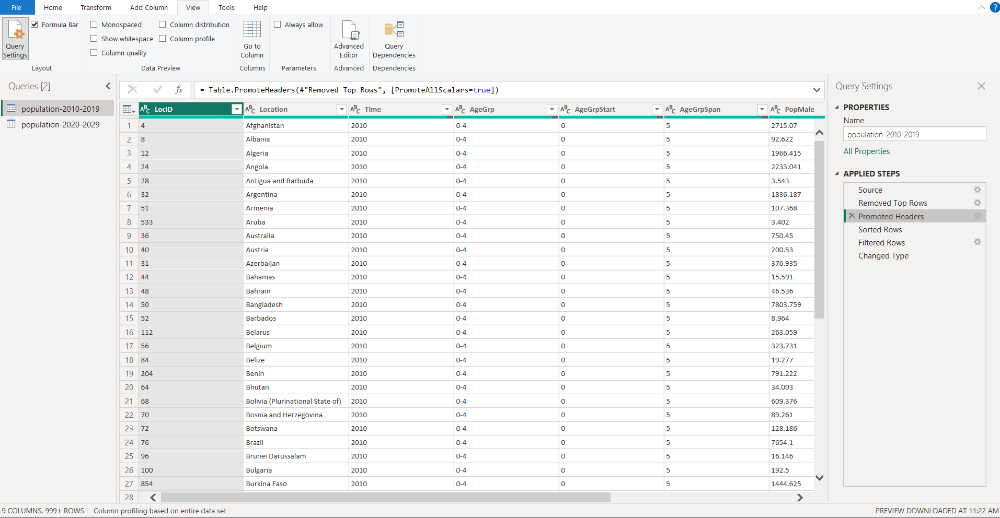 File Home Transform Add Column View Tools Help ?
Formula Bar
Monospaced Column distribution
Show whitespace Column profile
Column quality
Always allow
Query Settings
Go to Column
Advanced Editor
Query Dependencies
Layout Data Preview Columns Parameters Advanced Dependencies
Queries [2]
population-2010-2019
population-2020-2029
fx = Table.PromoteHeaders(#"Removed Top Rows", [PromoteAllScalars=true])
ABC LocID ABC Location ABC Time ABC AgeGrp ABC AgeGrpStart ABC AgeGrpSpan ABC PopMale
1 4 Afghanistan 2010 0-4 0 5 2715.07
2 8 Albania 2010 0-4 0 5 92.622
3 12 Algeria 2010 0-4 0 5 1966.415
4 24 Angola 2010 0-4 0 5 2233.041
5 28 Antigua and Barbuda 2010 0-4 0 5 3.543
6 32 Argentina 2010 0-4 0 5 1836.187
7 51 Armenia 2010 0-4 0 5 107.368
8 533 Aruba 2010 0-4 0 5 3.402
9 36 Australia 2010 0-4 0 5 750.45
10 40 Austria 2010 0-4 0 5 200.53
11 31 Azerbaijan 2010 0-4 0 5 376.935
12 44 Bahamas 2010 0-4 0 5 15.591
13 48 Bahrain 2010 0-4 0 5 46.536
14 50 Bangladesh 2010 0-4 0 5 7803.759
15 52 Barbados 2010 0-4 0 5 8.964
16 112 Belarus 2010 0-4 0 5 263.059
17 56 Belgium 2010 0-4 0 5 323.731
18 84 Belize 2010 0-4 0 5 19.277
19 204 Benin 2010 0-4 0 5 791.222
20 64 Bhutan 2010 0-4 0 5 34.003
21 68 Bolivia (Plurinational State of) 2010 0-4 0 5 609.376
22 70 Bosnia and Herzegovina 2010 0-4 0 5 89.261
23 72 Botswana 2010 0-4 0 5 128.186
24 76 Brazil 2010 0-4 0 5 7654.1
25 96 Brunei Darussalam 2010 0-4 0 5 16.146
26 100 Bulgaria 2010 0-4 0 5 192.5
27 854 Burkina Faso 2010 0-4 0 5 1444.625
28
Query Settings
PROPERTIES
Name
population-2010-2019
All Properties
APPLIED STEPS
Source
Removed Top Rows
Promoted Headers
Sorted Rows
Filtered Rows
Changed Type
9 COLUMNS, 999+ ROWS Column profiling based on entire data set PREVIEW DOWNLOADED AT 11:22 AM